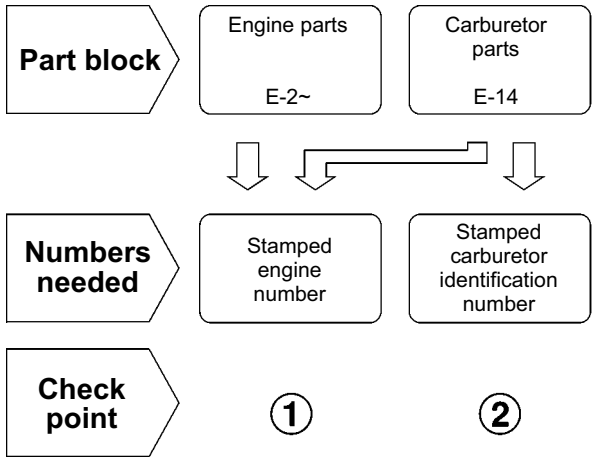 Part block
Engine parts
E-2~
Carburetor
parts
E-14
Numbers
needed
Stamped
engine
number
Stamped
carburetor
identification
number
Check
point
①
②